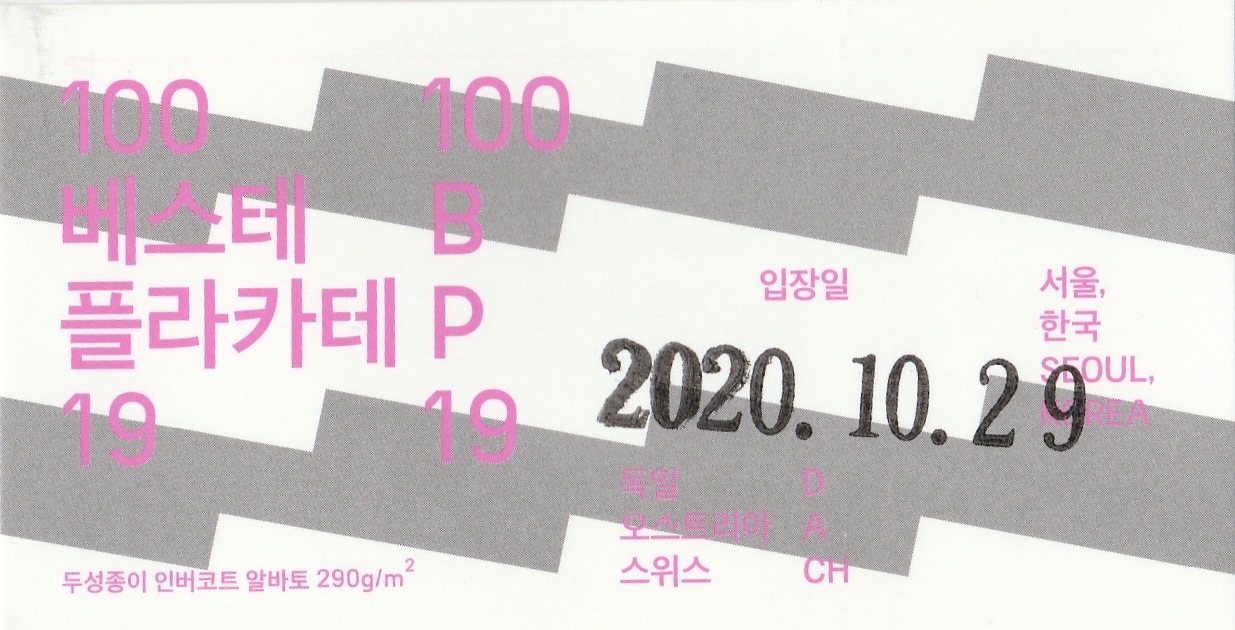 100 100
베스테 B
플라카테 P
19 19
입장일
2020. 10. 29
서울,
한국
SEOUL,
KOREA
독일 D
오스트리아 A
스위스 CH
두성종이 인버코트 알바토 290g/m²